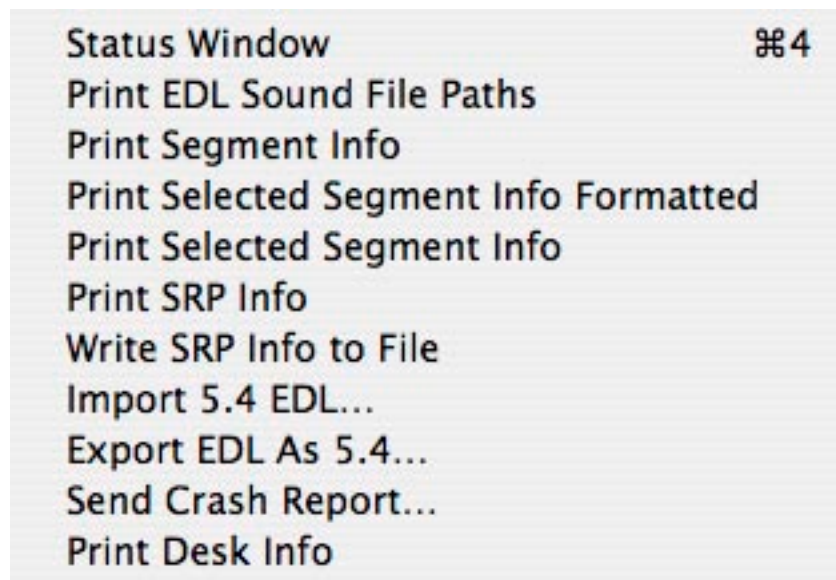 Status Window ⌘4
Print EDL Sound File Paths
Print Segment Info
Print Selected Segment Info Formatted
Print Selected Segment Info
Print SRP Info
Write SRP Info to File
Import 5.4 EDL...
Export EDL As 5.4...
Send Crash Report...
Print Desk Info